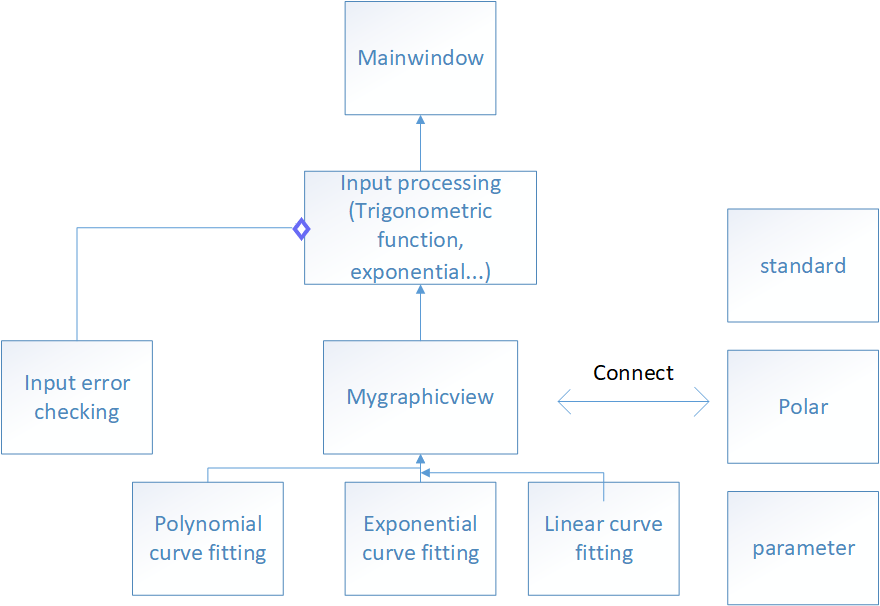 Mainwindow
Input processing
(Trigonometric
function,
exponential...)
standard
Input error
checking
Mygraphicview
Connect
Polar
Polynomial
curve fitting
Exponential
curve fitting
Linear curve
fitting
parameter